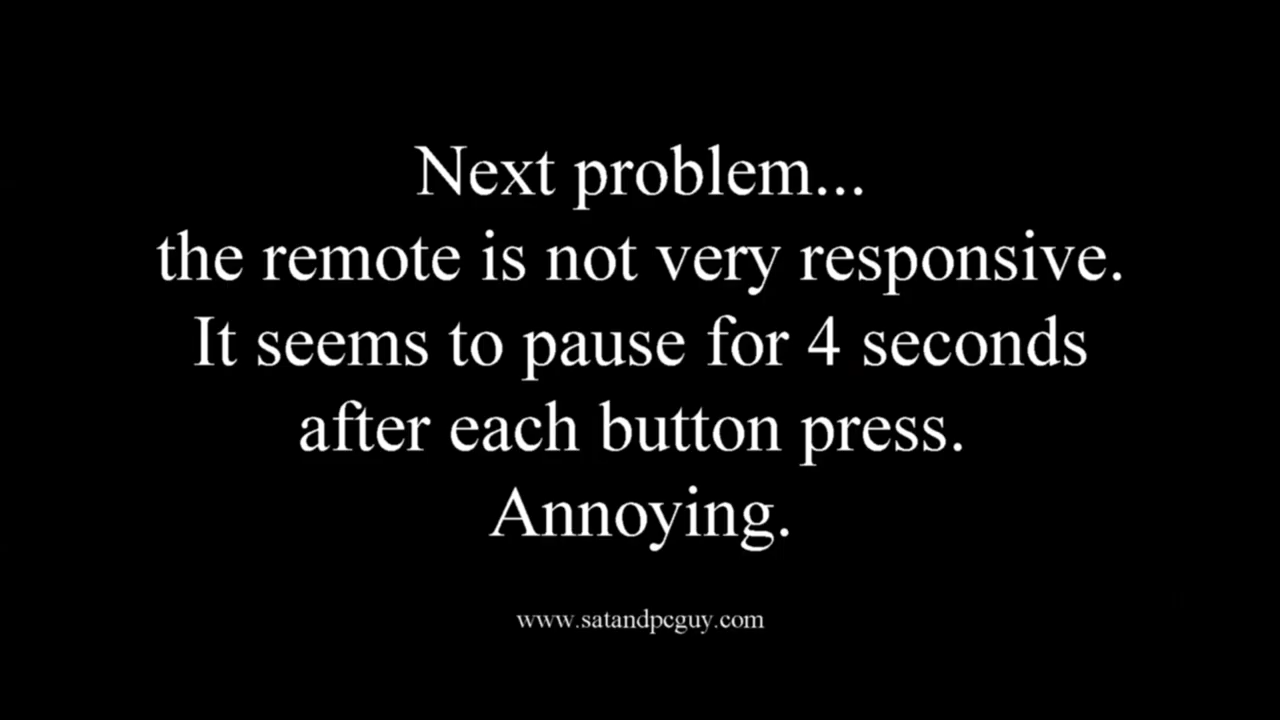 Next problem...
the remote is not very responsive.
It seems to pause for 4 seconds
after each button press.
Annoying.
www.satandpcguy.com